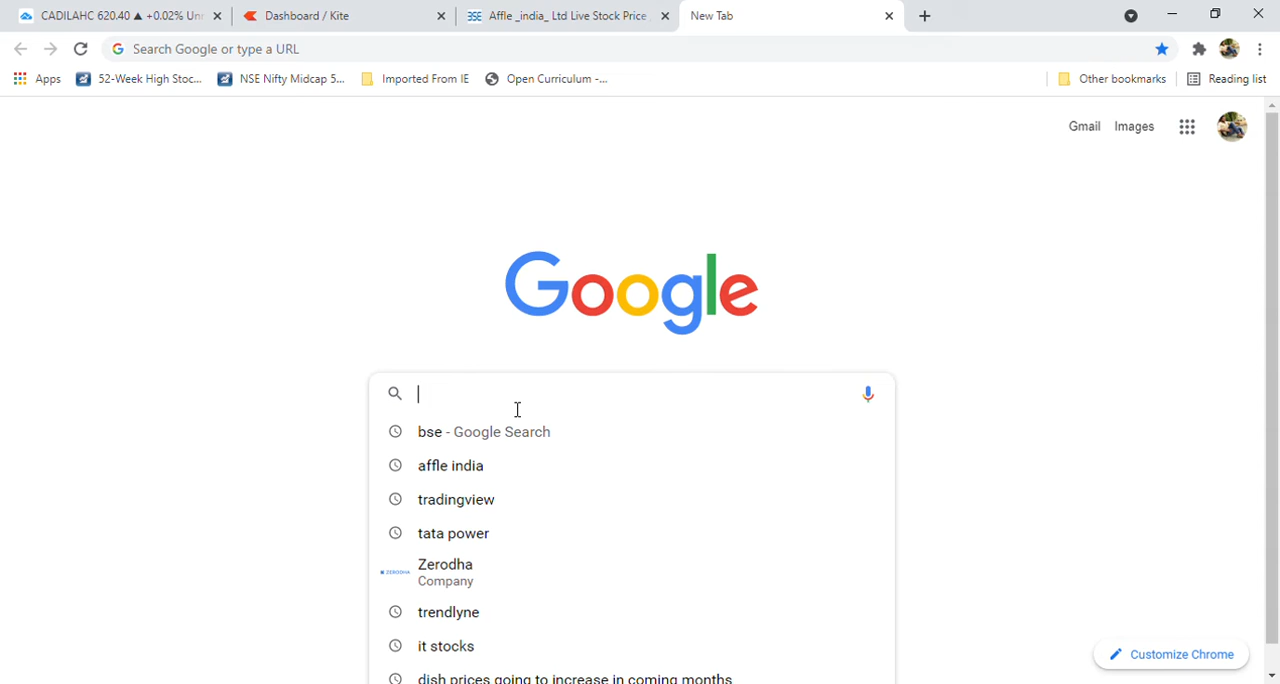 CADILAHC 620.40 ▲ +0.02% Un
Dashboard / Kite
Affle _india_ Ltd Live Stock Price
New Tab
Search Google or type a URL
Apps
52-Week High Stoc...
NSE Nifty Midcap 5...
Imported From IE
Open Curriculum -...
Other bookmarks
Reading list
Gmail
Images
Google
bse - Google Search
affle india
tradingview
tata power
ZERODHA
Zerodha
Company
trendlyne
it stocks
dish prices going to increase in coming months
Customize Chrome